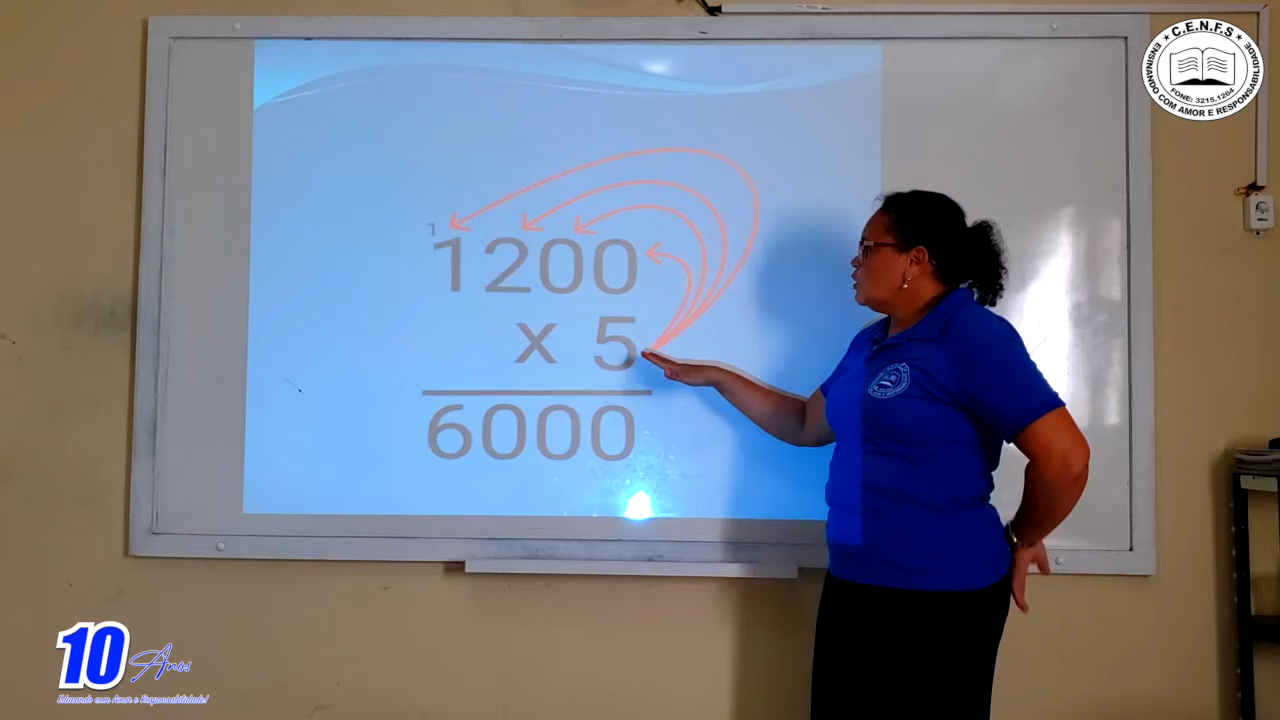 C.E.N.F.S
ENSINANDO COM AMOR E RESPONSABILIDADE
FONE: 3215.1264
1
1200
x 5
6000
10 Anos
Educando com Amor e Responsabilidade!